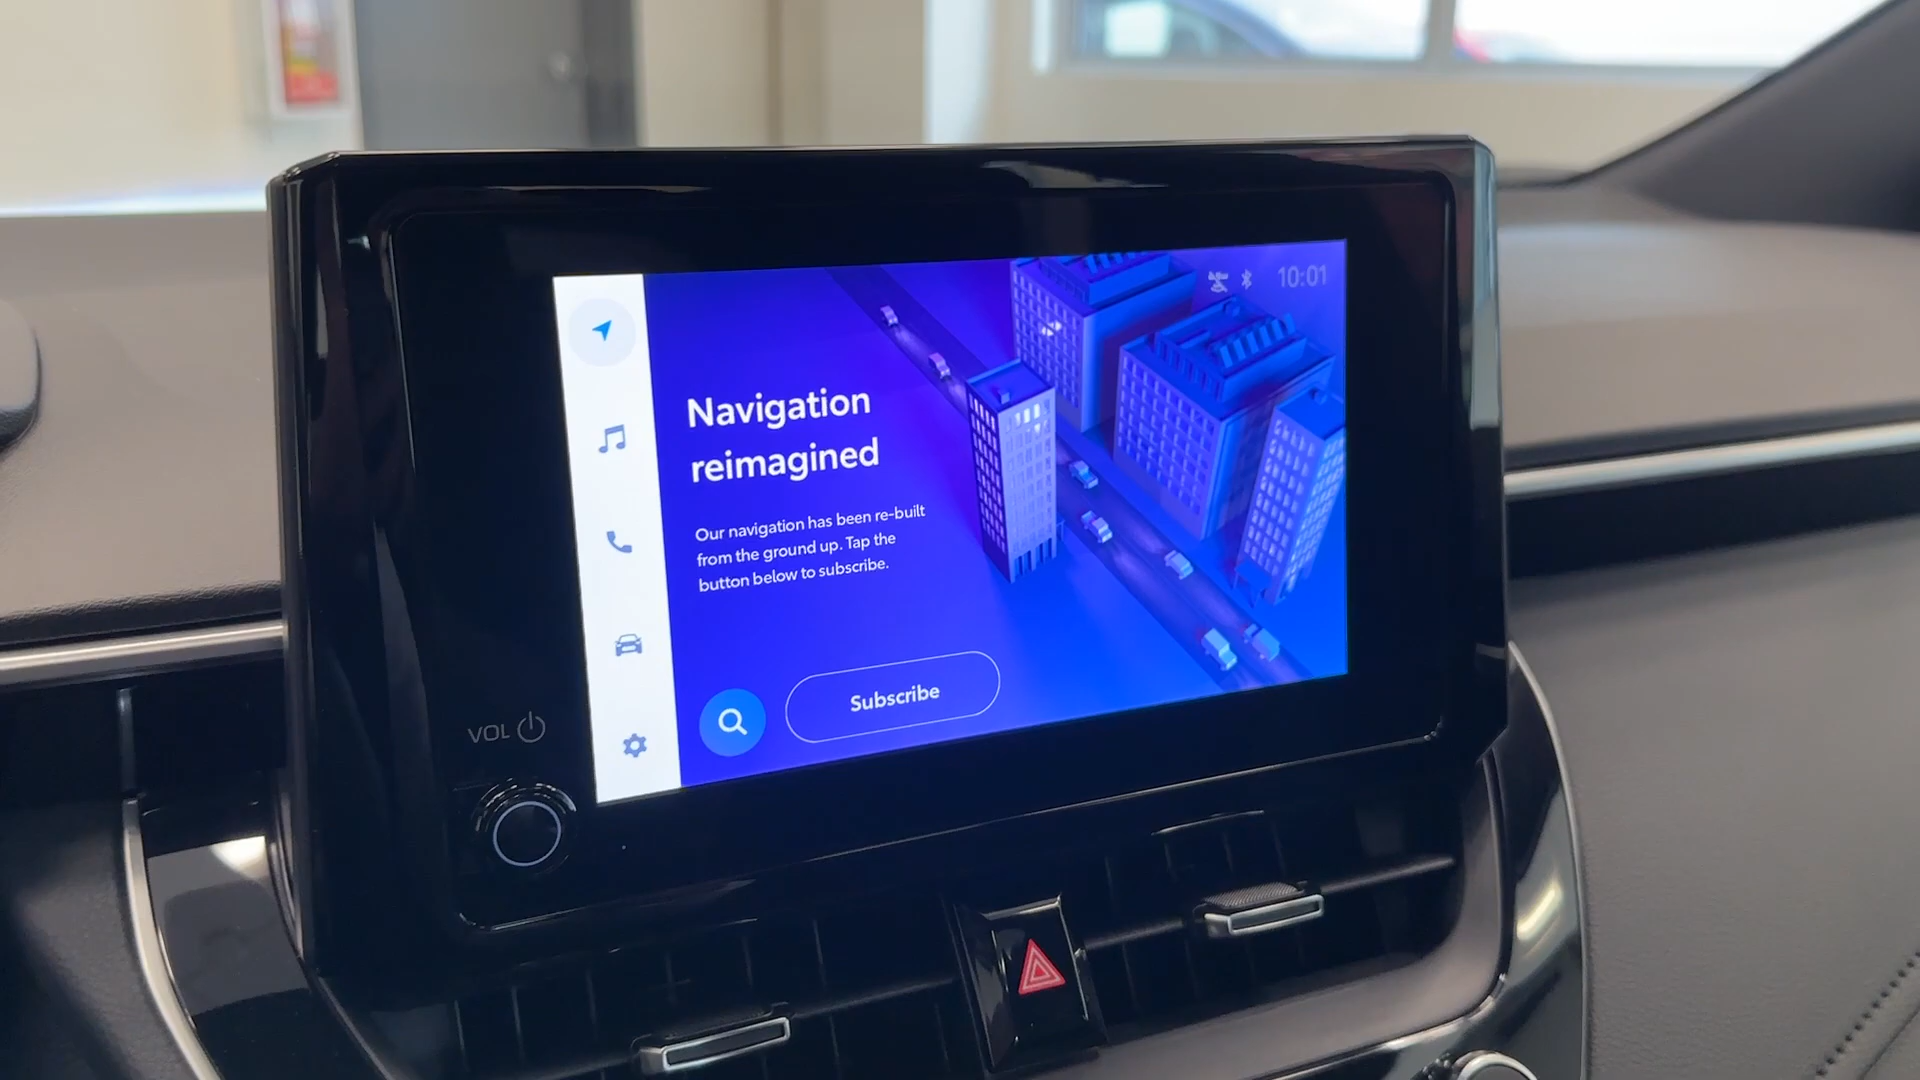 10:01
Navigation
reimagined
Our navigation has been re-built
from the ground up. Tap the
button below to subscribe.
Subscribe
VOL